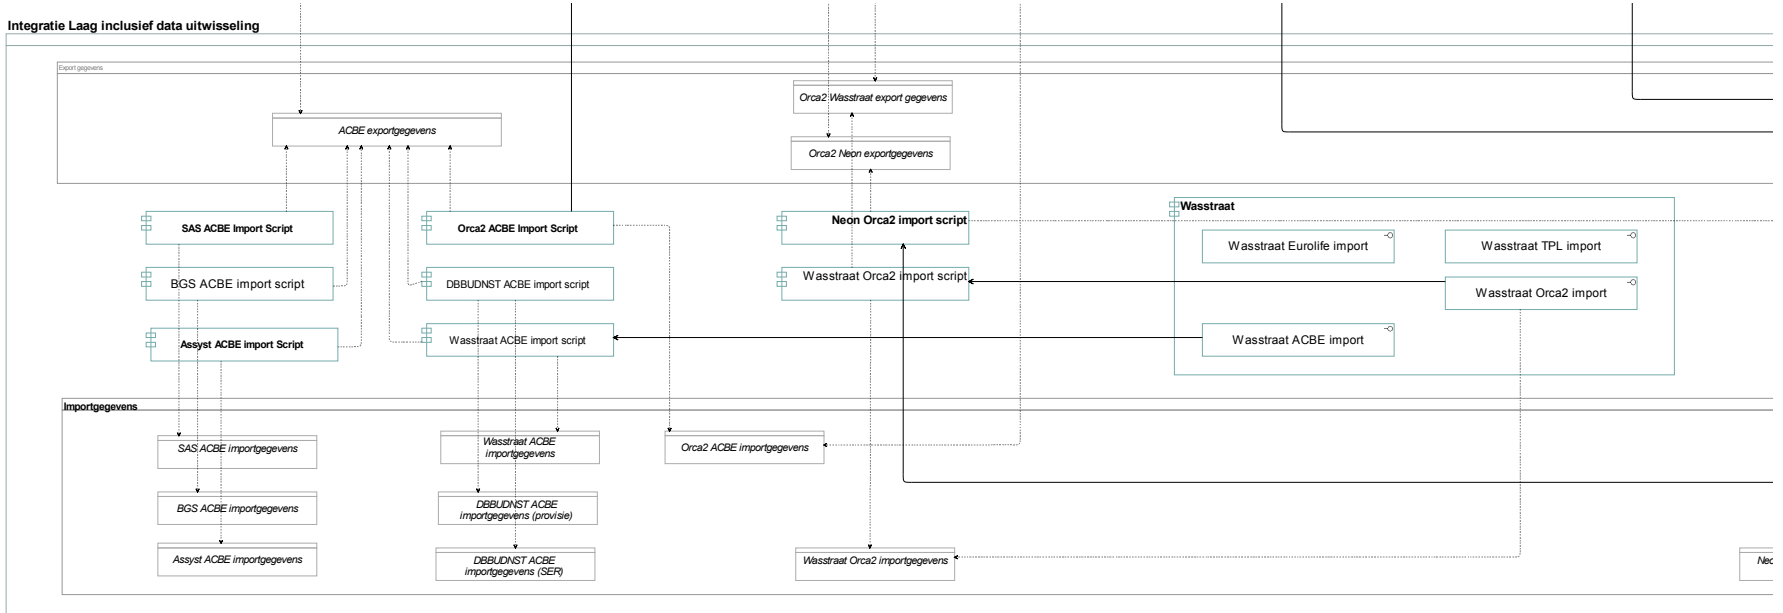 Integratie Laag inclusief data uitwisseling
Export gegevens
Orca2 Wasstraat export gegevens
ACBE exportgegevens
Orca2 Neon exportgegevens
Wasstraat
SAS ACBE Import Script
Orca2 ACBE Import Script
Neon Orca2 import script
Wasstraat Eurolife import
Wasstraat TPL import
BGS ACBE import script
DBBUDNST ACBE import script
Wasstraat Orca2 import script
Wasstraat Orca2 import
Assyst ACBE import Script
Wasstraat ACBE import script
Wasstraat ACBE import
Importgegevens
SAS ACBE importgegevens
Wasstraat ACBE
importgegevens
Orca2 ACBE importgegevens
BGS ACBE importgegevens
DBBUDNST ACBE
importgegevens (provisie)
Assyst ACBE importgegevens
DBBUDNST ACBE
importgegevens (SER)
Wasstraat Orca2 importgegevens